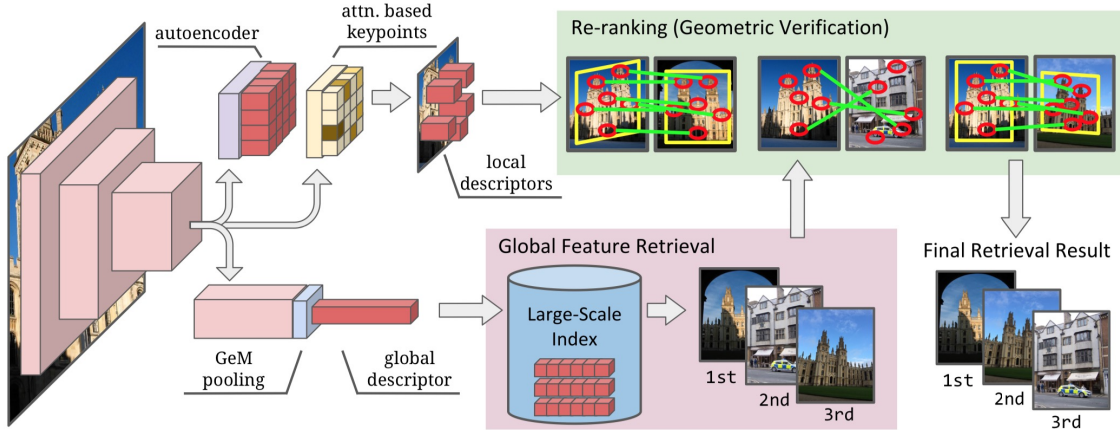 autoencoder
attn. based
keypoints
Re-ranking (Geometric Verification)
local
descriptors
Global Feature Retrieval
Final Retrieval Result
Large-Scale
Index
GeM
pooling
global
descriptor
1st
2nd
3rd
1st
2nd
3rd